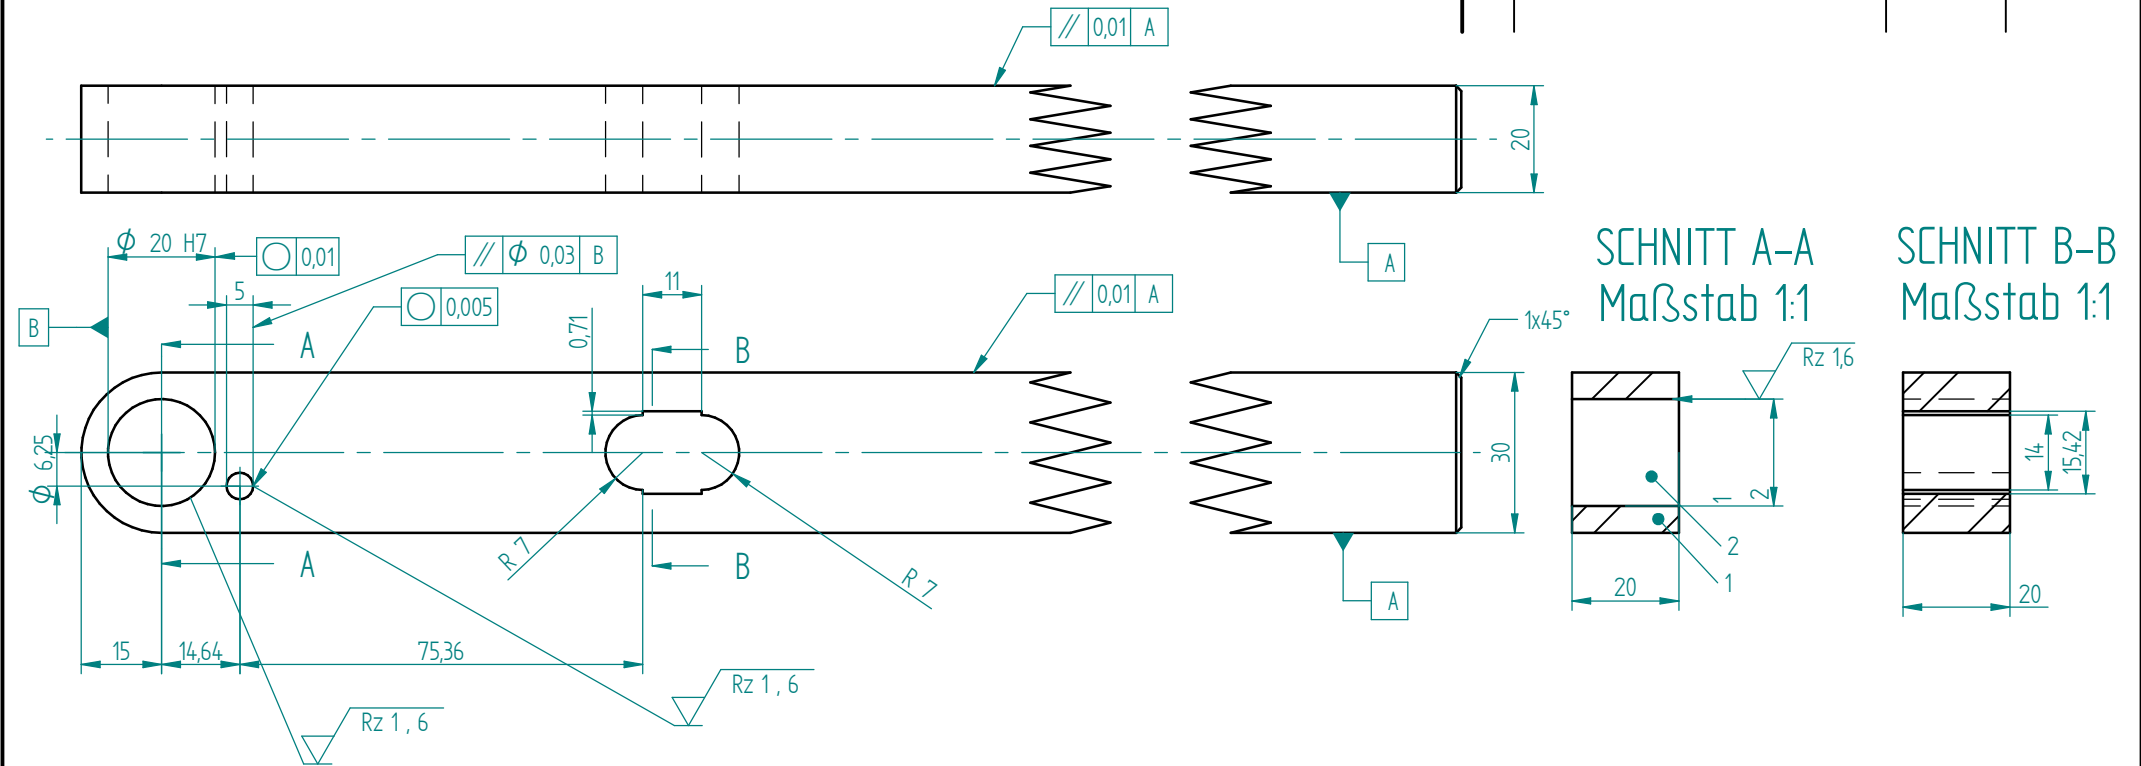 // 0,01 A
20
A
ϕ 20 H7
○ 0,01
// ϕ 0,03 B
5
○ 0,005
B
A
11
0,71
B
// 0,01 A
1x45°
SCHNITT A-A
Maßstab 1:1
SCHNITT B-B
Maßstab 1:1
Rz 1,6
ϕ 6,25
30
1
2
14
15,42
R 7
R 7
A
B
A
2
1
20
20
15
14,64
75,36
Rz 1,6
Rz 1,6